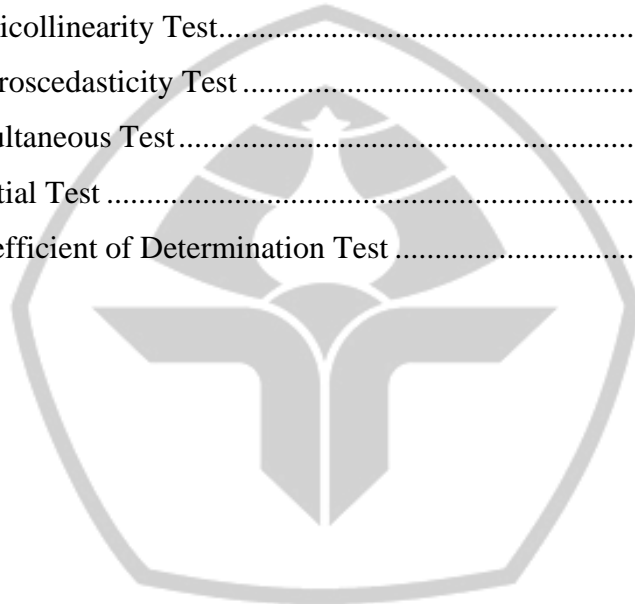 icollinearity Test.......................................................................
roscedasticity Test ...................................................................
ultaneous Test..............................................................................
tial Test .........................................................................................
efficient of Determination Test .........................................